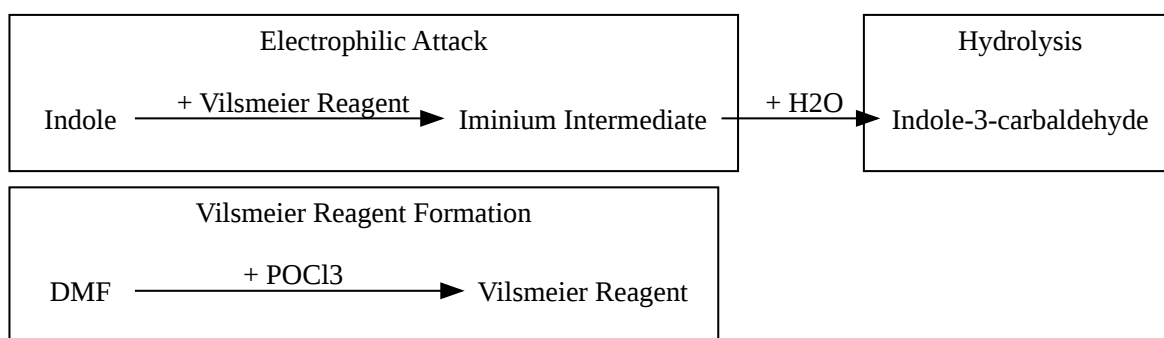 Electrophilic Attack
Hydrolysis
Indole
+ Vilsmeier Reagent
Iminium Intermediate
+ H2O
Indole-3-carbaldehyde
Vilsmeier Reagent Formation
DMF
+ POCl3
Vilsmeier Reagent